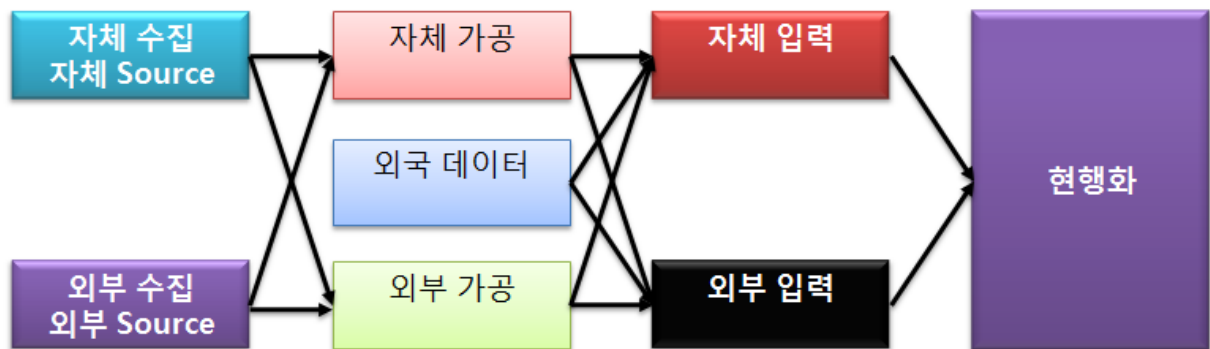 자체 수집
자체 Source
자체 가공
자체 입력
외국 데이터
현행화
외부 수집
외부 Source
외부 가공
외부 입력